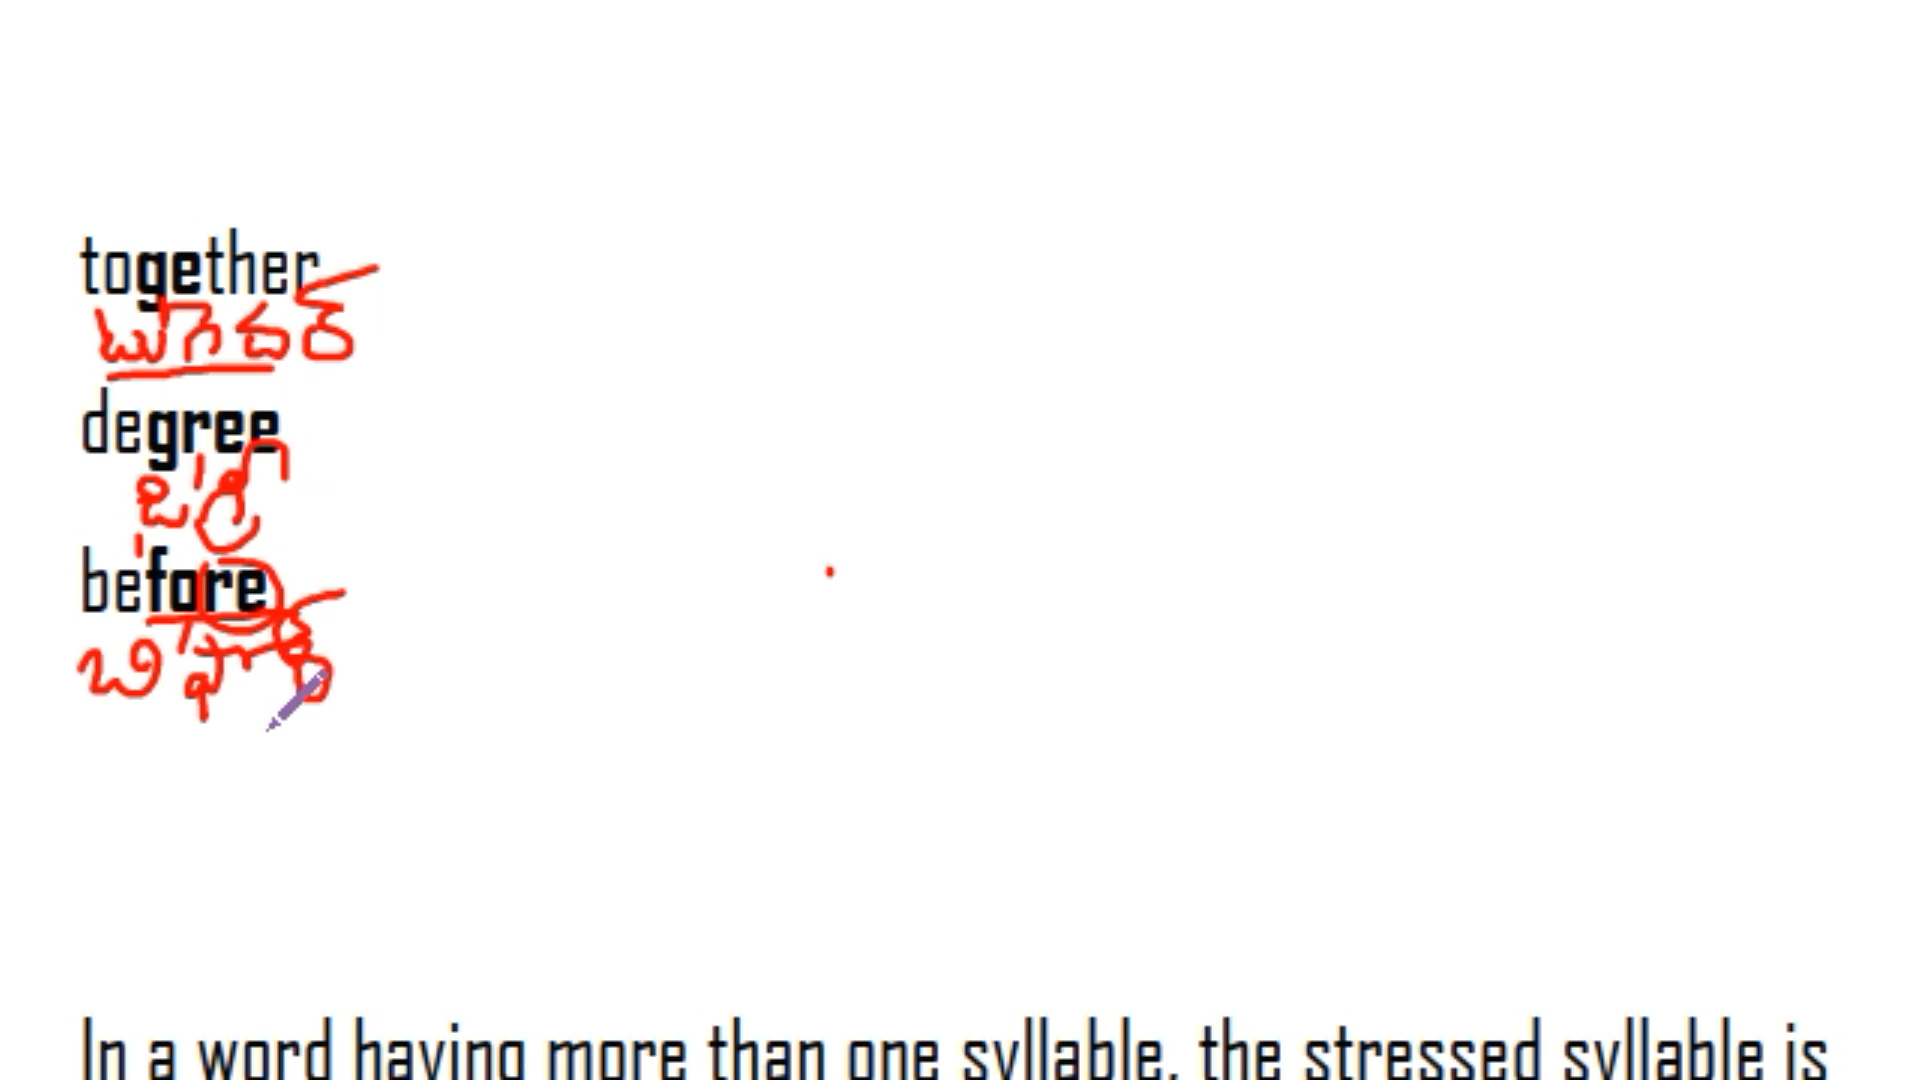 together
టుగెదర్
degree
డిగ్రీ
before
బిఫార్
In a word having more than one syllable, the stressed syllable is